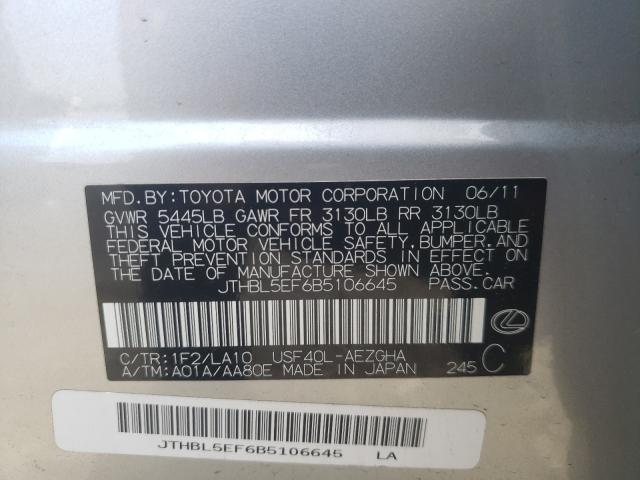 MFD.BY:TOYOTA MOTOR CORPORATION 06/11
GVWR 5445LB GAWR FR 3130LB RR 3130LB
THIS VEHICLE CONFORMS TO ALL APPLICABLE
FEDERAL MOTOR VEHICLE SAFETY,BUMPER,AND
THEFT PREVENTION STANDARDS IN EFFECT ON
THE DATE OF MANUFACTURE SHOWN ABOVE.
JTHBL5EF6B5106645 PASS.CAR
C/TR:1F2/LA10 USF40L-AEZGHA
A/TM:A01A/AA80E MADE IN JAPAN 245 C
JTHBL5EF6B5106645 LA